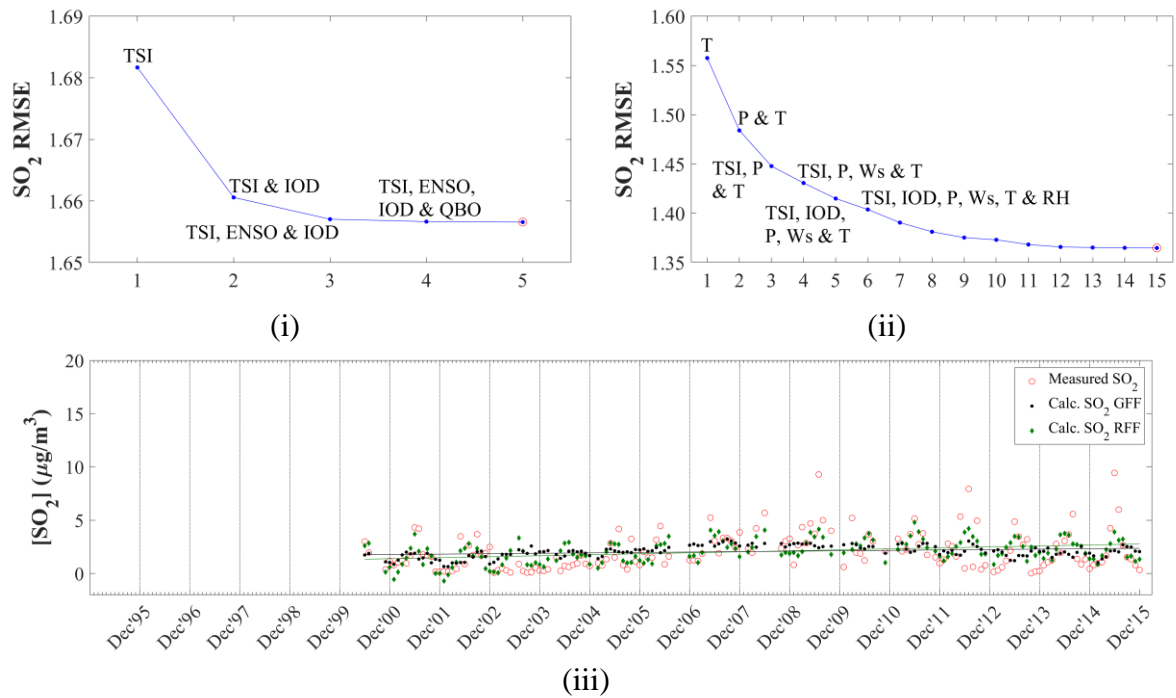 1.69
1.68
1.67
1.66
1.65
SO2 RMSE
TSI
TSI & IOD
TSI, ENSO & IOD
TSI, ENSO,
IOD & QBO
1 2 3 4 5
(i)
1.60
1.55
1.50
1.45
1.40
1.35
SO2 RMSE
T
P & T
TSI, P
& T
TSI, P, Ws & T
TSI, IOD,
P, Ws & T
TSI, IOD, P, Ws, T & RH
1 2 3 4 5 6 7 8 9 10 11 12 13 14 15
(ii)
20
15
10
5
0
[SO2] (μg/m3)
Measured SO2
Calc. SO2 GFF
Calc. SO2 RFF
Dec'95 Dec'96 Dec'97 Dec'98 Dec'99 Dec'00 Dec'01 Dec'02 Dec'03 Dec'04 Dec'05 Dec'06 Dec'07 Dec'08 Dec'09 Dec'10 Dec'11 Dec'12 Dec'13 Dec'14 Dec'15
(iii)